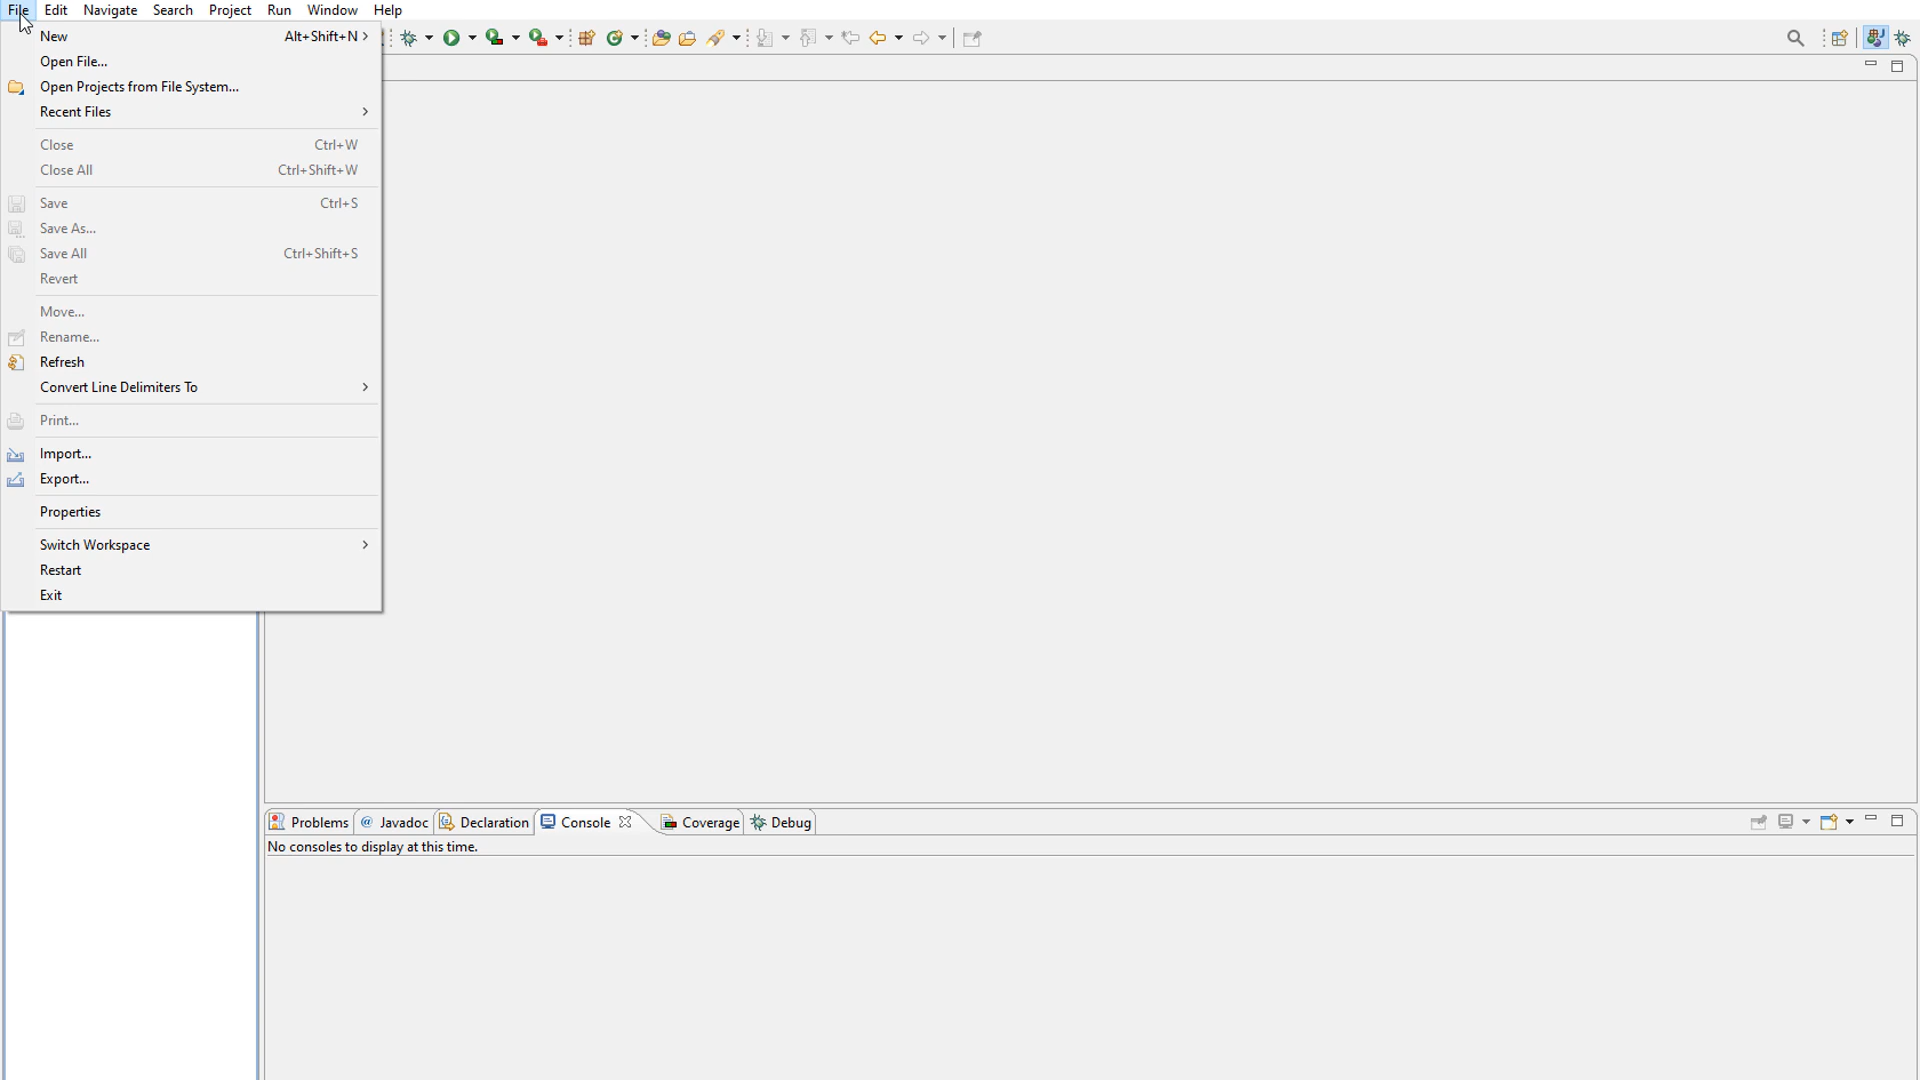 File Edit Navigate Search Project Run Window Help
New Alt+Shift+N
Open File...
Open Projects from File System...
Recent Files
Close Ctrl+W
Close All Ctrl+Shift+W
Save Ctrl+S
Save As...
Save All Ctrl+Shift+S
Revert
Move...
Rename...
Refresh
Convert Line Delimiters To
Print...
Import...
Export...
Properties
Switch Workspace
Restart
Exit
Problems @ Javadoc Declaration Console Coverage Debug
No consoles to display at this time.